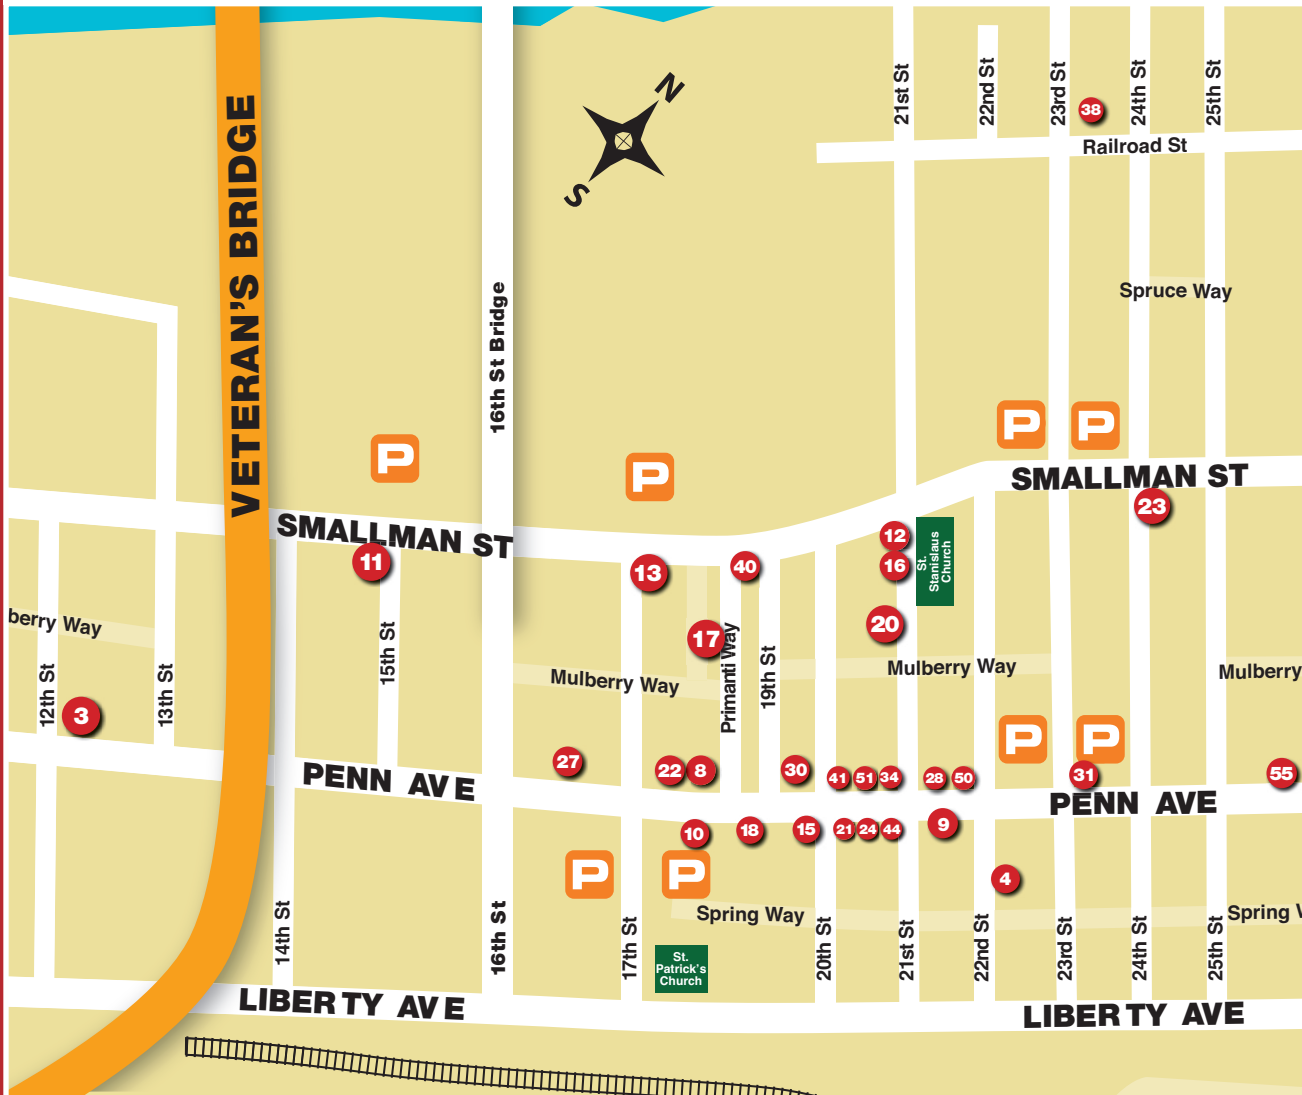 VETERAN'S BRIDGE
16th St Bridge
N
S
21st St
22nd St
23rd St
24th St
25th St
38
Railroad St
Spruce Way
P
P
P
P
SMALLMAN ST
SMALLMAN ST
23
11
13
40
12
16
St.
Stanislaus
Church
20
17
berry Way
12th St
13th St
15th St
Mulberry Way
Primanti Way
19th St
Mulberry Way
Mulberry
3
27
22
8
30
41
51
34
28
50
P
P
31
55
PENN AVE
PENN AVE
10
18
15
21
24
44
9
P
P
4
Spring Way
Spring W
14th St
16th St
17th St
St.
Patrick's
Church
20th St
21st St
22nd St
23rd St
24th St
25th St
LIBERTY AVE
LIBERTY AVE